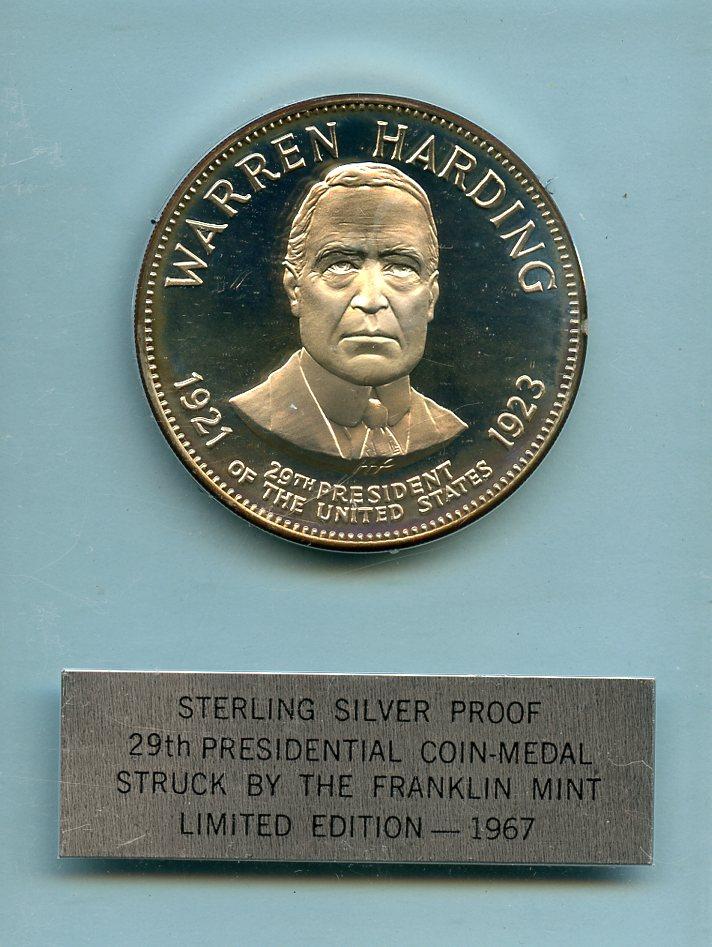 WARREN HARDING
1921 1923
29TH PRESIDENT
OF THE UNITED STATES
STERLING SILVER PROOF
29th PRESIDENTIAL COIN-MEDAL
STRUCK BY THE FRANKLIN MINT
LIMITED EDITION — 1967